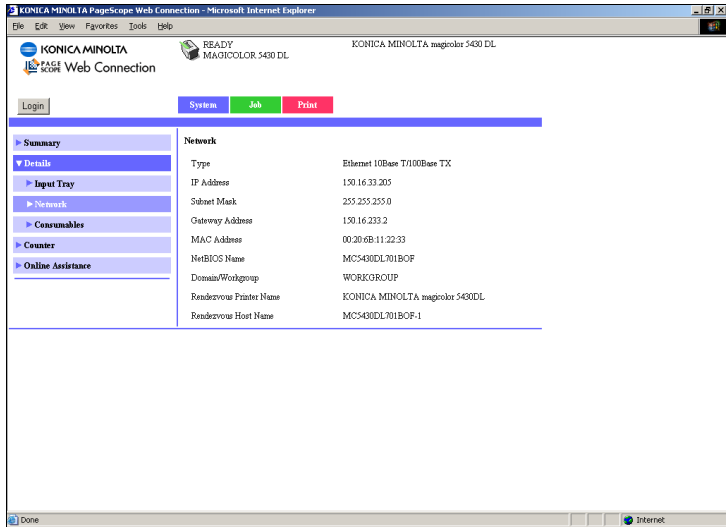 KONICA MINOLTA PageScope Web Connection - Microsoft Internet Explorer
File Edit View Favorites Tools Help
KONICA MINOLTA
PAGE SCOPE Web Connection
READY
MAGICOLOR 5430 DL
KONICA MINOLTA magicolor 5430 DL
Login
System Job Print
Summary
Details
Input Tray
Network
Consumables
Counter
Online Assistance
Network
Type Ethernet 10Base T/100Base TX
IP Address 150.16.33.205
Subnet Mask 255.255.255.0
Gateway Address 150.16.233.2
MAC Address 00:20:6B:11:22:33
NetBIOS Name MC5430DL701BOF
Domain/Workgroup WORKGROUP
Rendezvous Printer Name KONICA MINOLTA magicolor 5430DL
Rendezvous Host Name MC5430DL701BOF-1
Done Internet